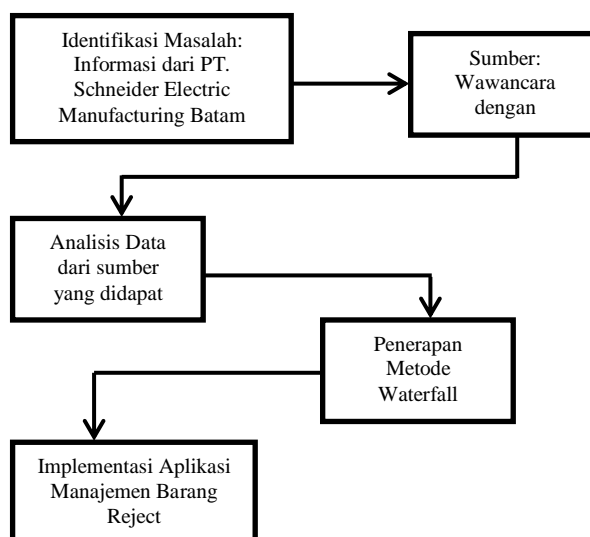 Identifikasi Masalah:
Informasi dari PT.
Schneider Electric
Manufacturing Batam
Sumber:
Wawancara
dengan
Analisis Data
dari sumber
yang didapat
Penerapan
Metode
Waterfall
Implementasi Aplikasi
Manajemen Barang
Reject